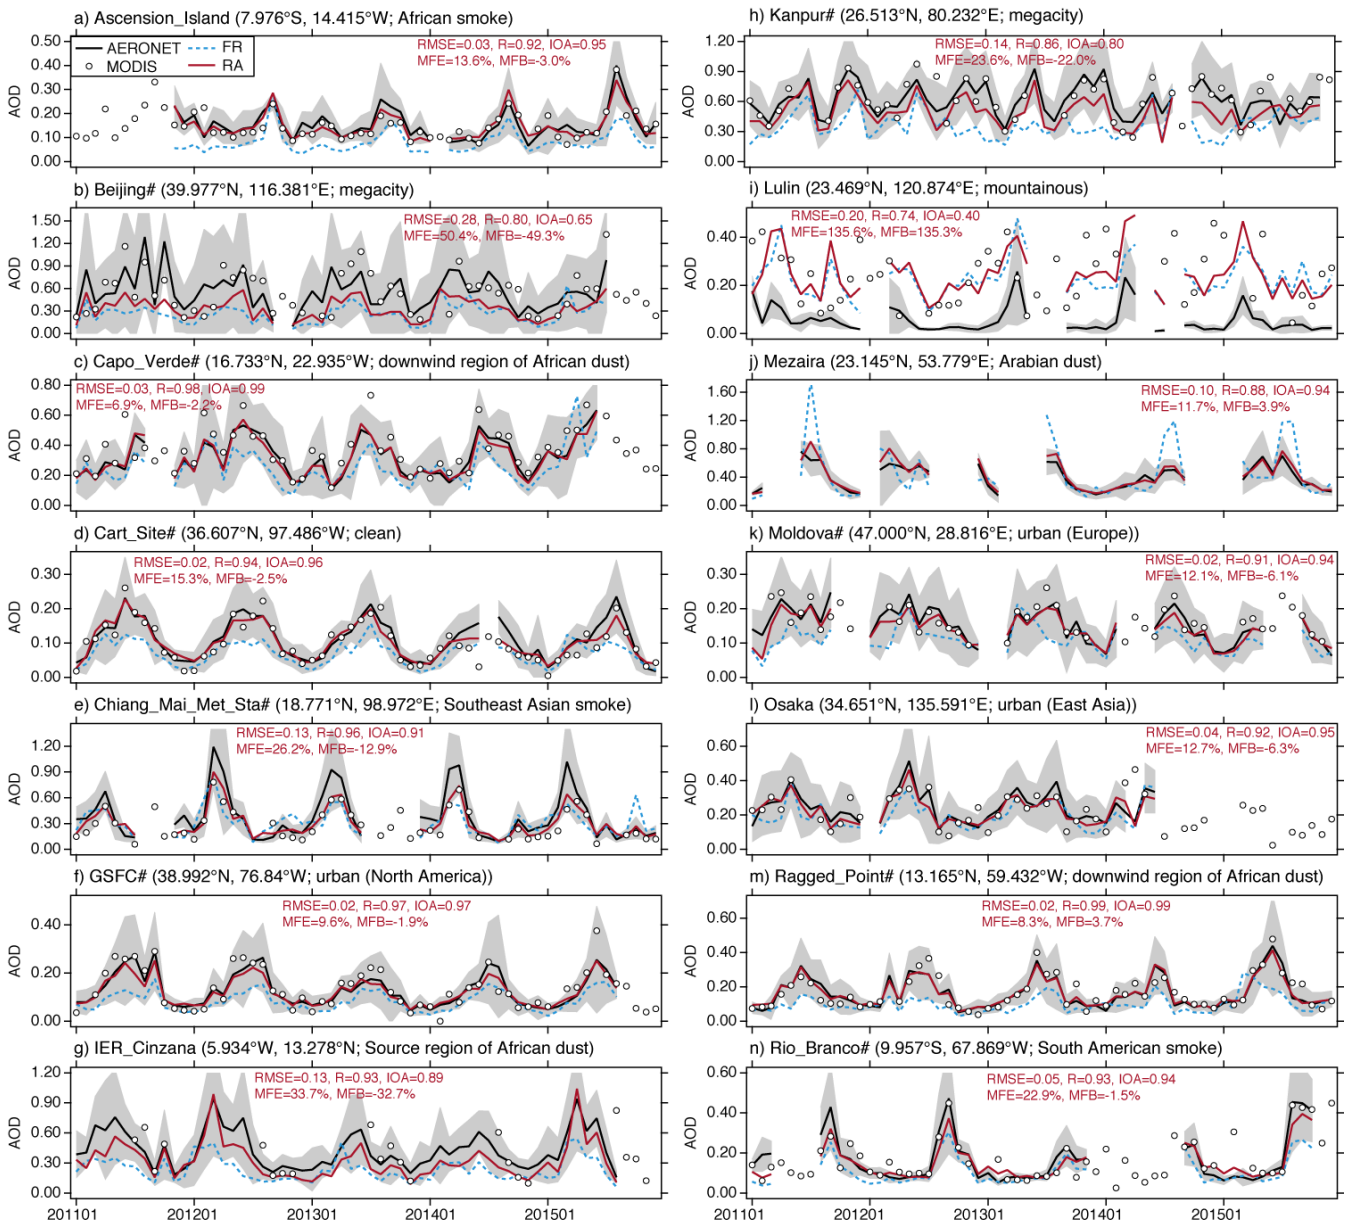 a) Ascension_Island (7.976°S, 14.415°W; African smoke)
AERONET
MODIS
FR
RA
RMSE=0.03, R=0.92, IOA=0.95
MFE=13.6%, MFB=-3.0%
AOD
0.50
0.40
0.30
0.20
0.10
0.00
b) Beijing# (39.977°N, 116.381°E; megacity)
RMSE=0.28, R=0.80, IOA=0.65
MFE=50.4%, MFB=-49.3%
AOD
1.50
1.20
0.90
0.60
0.30
0.00
c) Capo_Verde# (16.733°N, 22.935°W; downwind region of African dust)
RMSE=0.03, R=0.98, IOA=0.99
MFE=6.9%, MFB=-2.2%
AOD
0.80
0.60
0.40
0.20
0.00
d) Cart_Site# (36.607°N, 97.486°W; clean)
RMSE=0.02, R=0.94, IOA=0.96
MFE=15.3%, MFB=-2.5%
AOD
0.30
0.20
0.10
0.00
e) Chiang_Mai_Met_Sta# (18.771°N, 98.972°E; Southeast Asian smoke)
RMSE=0.13, R=0.96, IOA=0.91
MFE=26.2%, MFB=-12.9%
AOD
1.20
0.90
0.60
0.30
0.00
f) GSFC# (38.992°N, 76.84°W; urban (North America))
RMSE=0.02, R=0.97, IOA=0.97
MFE=9.6%, MFB=-1.9%
AOD
0.40
0.20
0.00
g) IER_Cinzana (5.934°W, 13.278°N; Source region of African dust)
RMSE=0.13, R=0.93, IOA=0.89
MFE=33.7%, MFB=-32.7%
AOD
1.20
0.90
0.60
0.30
0.00
201101
201201
201301
201401
201501
h) Kanpur# (26.513°N, 80.232°E; megacity)
RMSE=0.14, R=0.86, IOA=0.80
MFE=23.6%, MFB=-22.0%
AOD
1.20
0.90
0.60
0.30
0.00
i) Lulin (23.469°N, 120.874°E; mountainous)
RMSE=0.20, R=0.74, IOA=0.40
MFE=135.6%, MFB=135.3%
AOD
0.40
0.20
0.00
j) Mezaira (23.145°N, 53.779°E; Arabian dust)
RMSE=0.10, R=0.88, IOA=0.94
MFE=11.7%, MFB=3.9%
AOD
1.60
1.20
0.80
0.40
0.00
k) Moldova# (47.000°N, 28.816°E; urban (Europe))
RMSE=0.02, R=0.91, IOA=0.94
MFE=12.1%, MFB=-6.1%
AOD
0.30
0.20
0.10
0.00
l) Osaka (34.651°N, 135.591°E; urban (East Asia))
RMSE=0.04, R=0.92, IOA=0.95
MFE=12.7%, MFB=-6.3%
AOD
0.60
0.40
0.20
0.00
m) Ragged_Point# (13.165°N, 59.432°W; downwind region of African dust)
RMSE=0.02, R=0.99, IOA=0.99
MFE=8.3%, MFB=3.7%
AOD
0.60
0.40
0.20
0.00
n) Rio_Branco# (9.957°S, 67.869°W; South American smoke)
RMSE=0.05, R=0.93, IOA=0.94
MFE=22.9%, MFB=-1.5%
AOD
0.60
0.40
0.20
0.00
201101
201201
201301
201401
201501